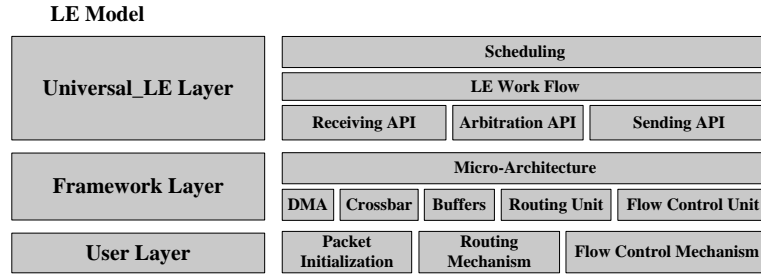 LE Model
Universal_LE Layer
Scheduling
LE Work Flow
Receiving API
Arbitration API
Sending API
Framework Layer
Micro-Architecture
DMA
Crossbar
Buffers
Routing Unit
Flow Control Unit
User Layer
Packet
Initialization
Routing
Mechanism
Flow Control Mechanism